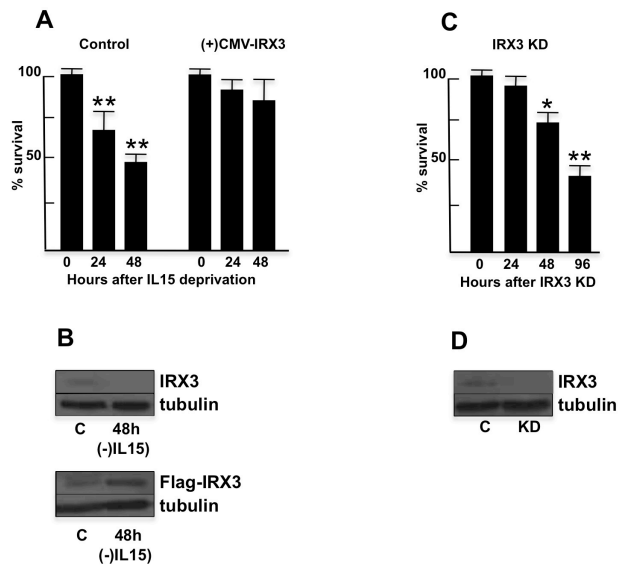 A
Control
(+)CMV-IRX3
100
50
% survival
** **
0 24 48 0 24 48
Hours after IL15 deprivation
C
IRX3 KD
100
50
% survival
* **
0 24 48 96
Hours after IRX3 KD
B
IRX3
tubulin
C 48h
(-)IL15)
Flag-IRX3
tubulin
C 48h
(-)IL15)
D
IRX3
tubulin
C KD